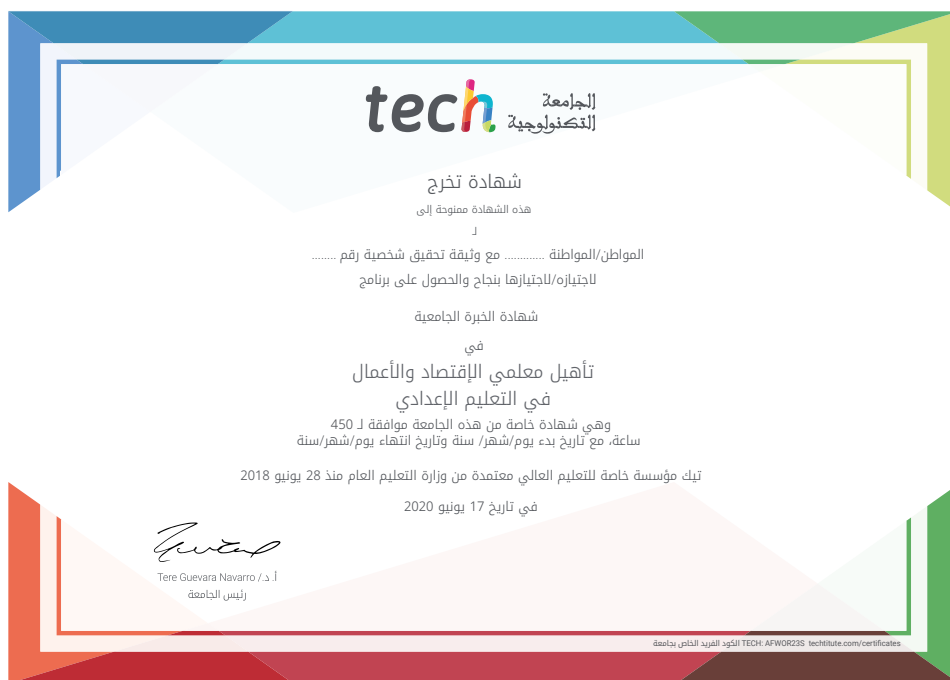 tech الجامعة
التكنولوجية
شهادة تخرج
هذه الشهادة ممنوحة إلى
لـ
المواطن/المواطنة ............ مع وثيقة تحقيق شخصية رقم ........
لاجتيازه/لاجتيازها بنجاح والحصول على برنامج
شهادة الخبرة الجامعية
في
تأهيل معلمي الإقتصاد والأعمال
في التعليم الإعدادي
وهي شهادة خاصة من هذه الجامعة موافقة لـ 450
ساعة، مع تاريخ بدء يوم/شهر/ سنة وتاريخ انتهاء يوم/شهر/سنة
تيك مؤسسة خاصة للتعليم العالي معتمدة من وزارة التعليم العام منذ 28 يونيو 2018
في تاريخ 17 يونيو 2020
أ. د./ Tere Guevara Navarro
رئيس الجامعة
الكود الفريد الخاص بجامعة TECH: AFWOR23S techtitute.com/certificates